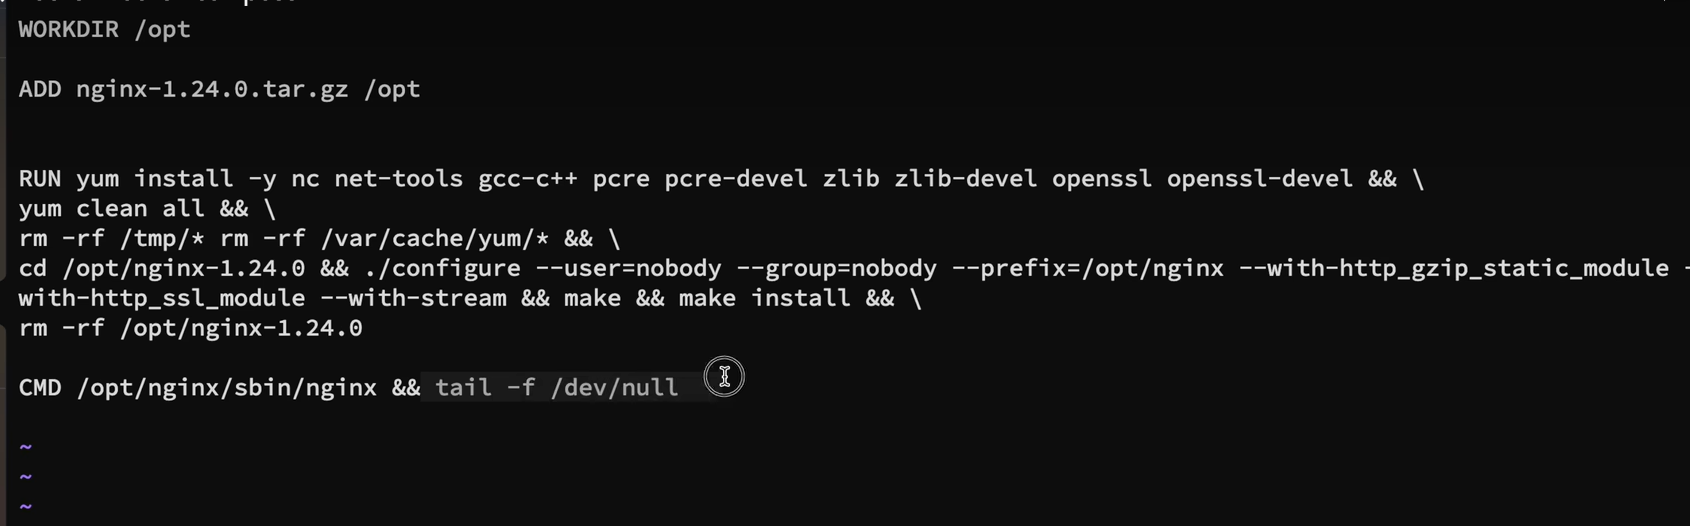 WORKDIR /opt
ADD nginx-1.24.0.tar.gz /opt
RUN yum install -y nc net-tools gcc-c++ pcre pcre-devel zlib zlib-devel openssl openssl-devel && \
yum clean all && \
rm -rf /tmp/* rm -rf /var/cache/yum/* && \
cd /opt/nginx-1.24.0 && ./configure --user=nobody --group=nobody --prefix=/opt/nginx --with-http_gzip_static_module -
with-http_ssl_module --with-stream && make && make install && \
rm -rf /opt/nginx-1.24.0
CMD /opt/nginx/sbin/nginx && tail -f /dev/null
~
~
~